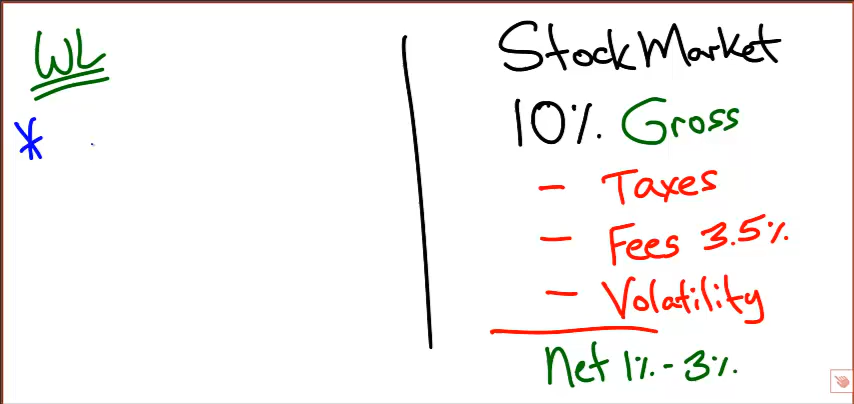 WL
*
Stock Market
10% Gross
- Taxes
- Fees 3.5%
- Volatility
Net 1% - 3%